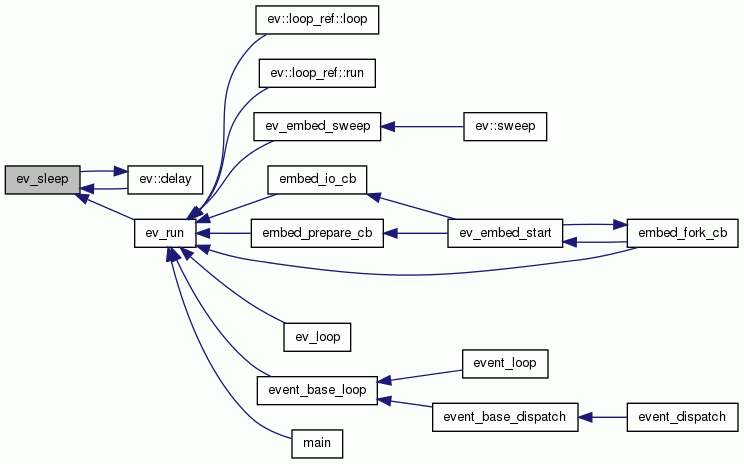 ev::loop_ref::loop
ev::loop_ref::run
ev_embed_sweep
ev::sweep
ev_sleep
ev::delay
embed_io_cb
ev_run
embed_prepare_cb
ev_embed_start
embed_fork_cb
ev_loop
event_loop
event_base_loop
event_base_dispatch
event_dispatch
main